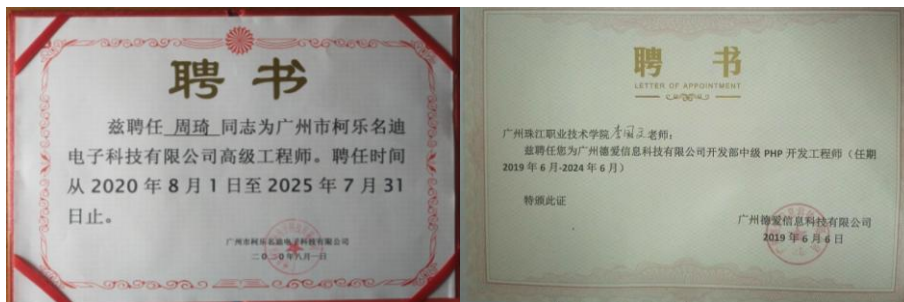 聘书
兹聘任 周琦 同志为广州市柯乐名迪
电子科技有限公司高级工程师。聘任时间
从 2020 年 8 月 1 日至 2025 年 7 月 31
日止。
广州市柯乐名迪电子科技有限公司
二〇二〇年八月一日
聘 书
LETTER OF APPOINTMENT
广州珠江职业技术学院李国文老师：
兹聘任您为广州德爱信息科技有限公司开发部中级 PHP 开发工程师（任期
2019 年 6 月-2024 年 6 月）
特颁此证
广州德爱信息科技有限公司
2019 年 6 月 6 日